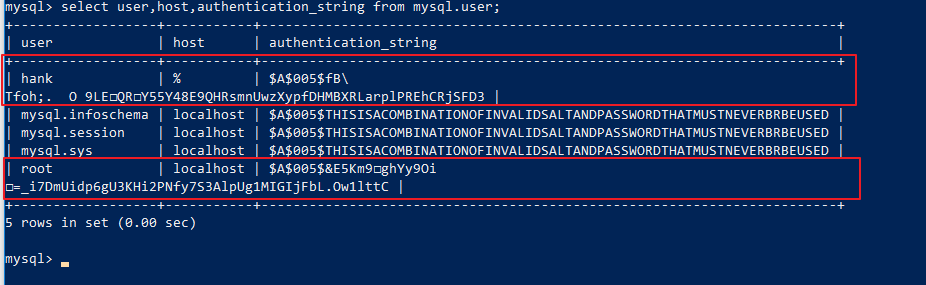 mysql> select user,host,authentication_string from mysql.user;
+------------------+-----------+------------------------------------------------------------------------+
| user             | host      | authentication_string                                                  |
+------------------+-----------+------------------------------------------------------------------------+
| hank             | %         | $A$005$fB\
Tfoh;.  O 9LE□QR□Y55Y48E9QHRsmnUwzXypfDHMBXRLarplPREhCRjSFD3 |
| mysql.infoschema | localhost | $A$005$THISISACOMBINATIONOFINVALIDSALTANDPASSWORDTHATMUSTNEVERBRBEUSED |
| mysql.session    | localhost | $A$005$THISISACOMBINATIONOFINVALIDSALTANDPASSWORDTHATMUSTNEVERBRBEUSED |
| mysql.sys        | localhost | $A$005$THISISACOMBINATIONOFINVALIDSALTANDPASSWORDTHATMUSTNEVERBRBEUSED |
| root             | localhost | $A$005$&E5Km9□ghYy9Oi
□=_i7DmUidp6gU3KHi2PNfy7S3AlpUg1MIGIjFbL.Ow1lttC |
+------------------+-----------+------------------------------------------------------------------------+
5 rows in set (0.00 sec)
mysql>